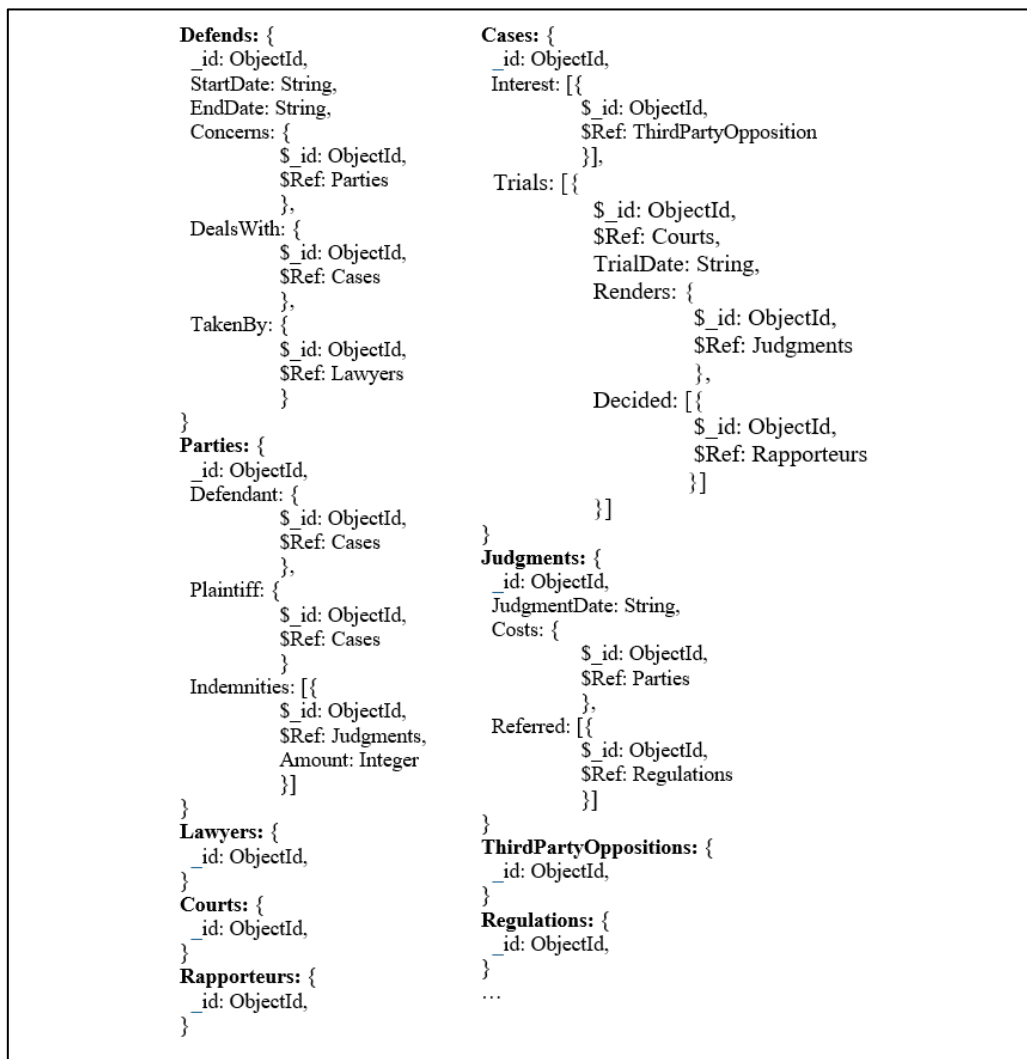 Defends: {
_id: ObjectId,
StartDate: String,
EndDate: String,
Concerns: {
$_id: ObjectId,
$Ref: Parties
},
DealsWith: {
$_id: ObjectId,
$Ref: Cases
},
TakenBy: {
$_id: ObjectId,
$Ref: Lawyers
}
}
Parties: {
_id: ObjectId,
Defendant: {
$_id: ObjectId,
$Ref: Cases
},
Plaintiff: {
$_id: ObjectId,
$Ref: Cases
}
Indemnities: [{
$_id: ObjectId,
$Ref: Judgments,
Amount: Integer
}]
}
Lawyers: {
_id: ObjectId,
}
Courts: {
_id: ObjectId,
}
Rapporteurs: {
_id: ObjectId,
}
Cases: {
_id: ObjectId,
Interest: [{
$_id: ObjectId,
$Ref: ThirdPartyOpposition
}],
Trials: [{
$_id: ObjectId,
$Ref: Courts,
TrialDate: String,
Renders: {
$_id: ObjectId,
$Ref: Judgments
},
Decided: [{
$_id: ObjectId,
$Ref: Rapporteurs
}]
}]
}
Judgments: {
_id: ObjectId,
JudgmentDate: String,
Costs: {
$_id: ObjectId,
$Ref: Parties
},
Referred: [{
$_id: ObjectId,
$Ref: Regulations
}]
}
ThirdPartyOppositions: {
_id: ObjectId,
}
Regulations: {
_id: ObjectId,
}
…